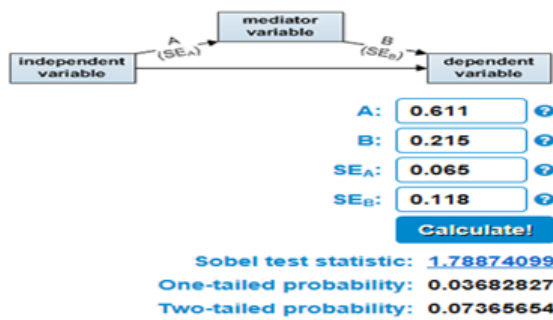 mediator
variable
A
(SEA)
B
(SEB)
independent
variable
dependent
variable
A: 0.611 ?
B: 0.215 ?
SEA: 0.065 ?
SEB: 0.118 ?
Calculate!
Sobel test statistic: 1.78874099
One-tailed probability: 0.03682827
Two-tailed probability: 0.07365654